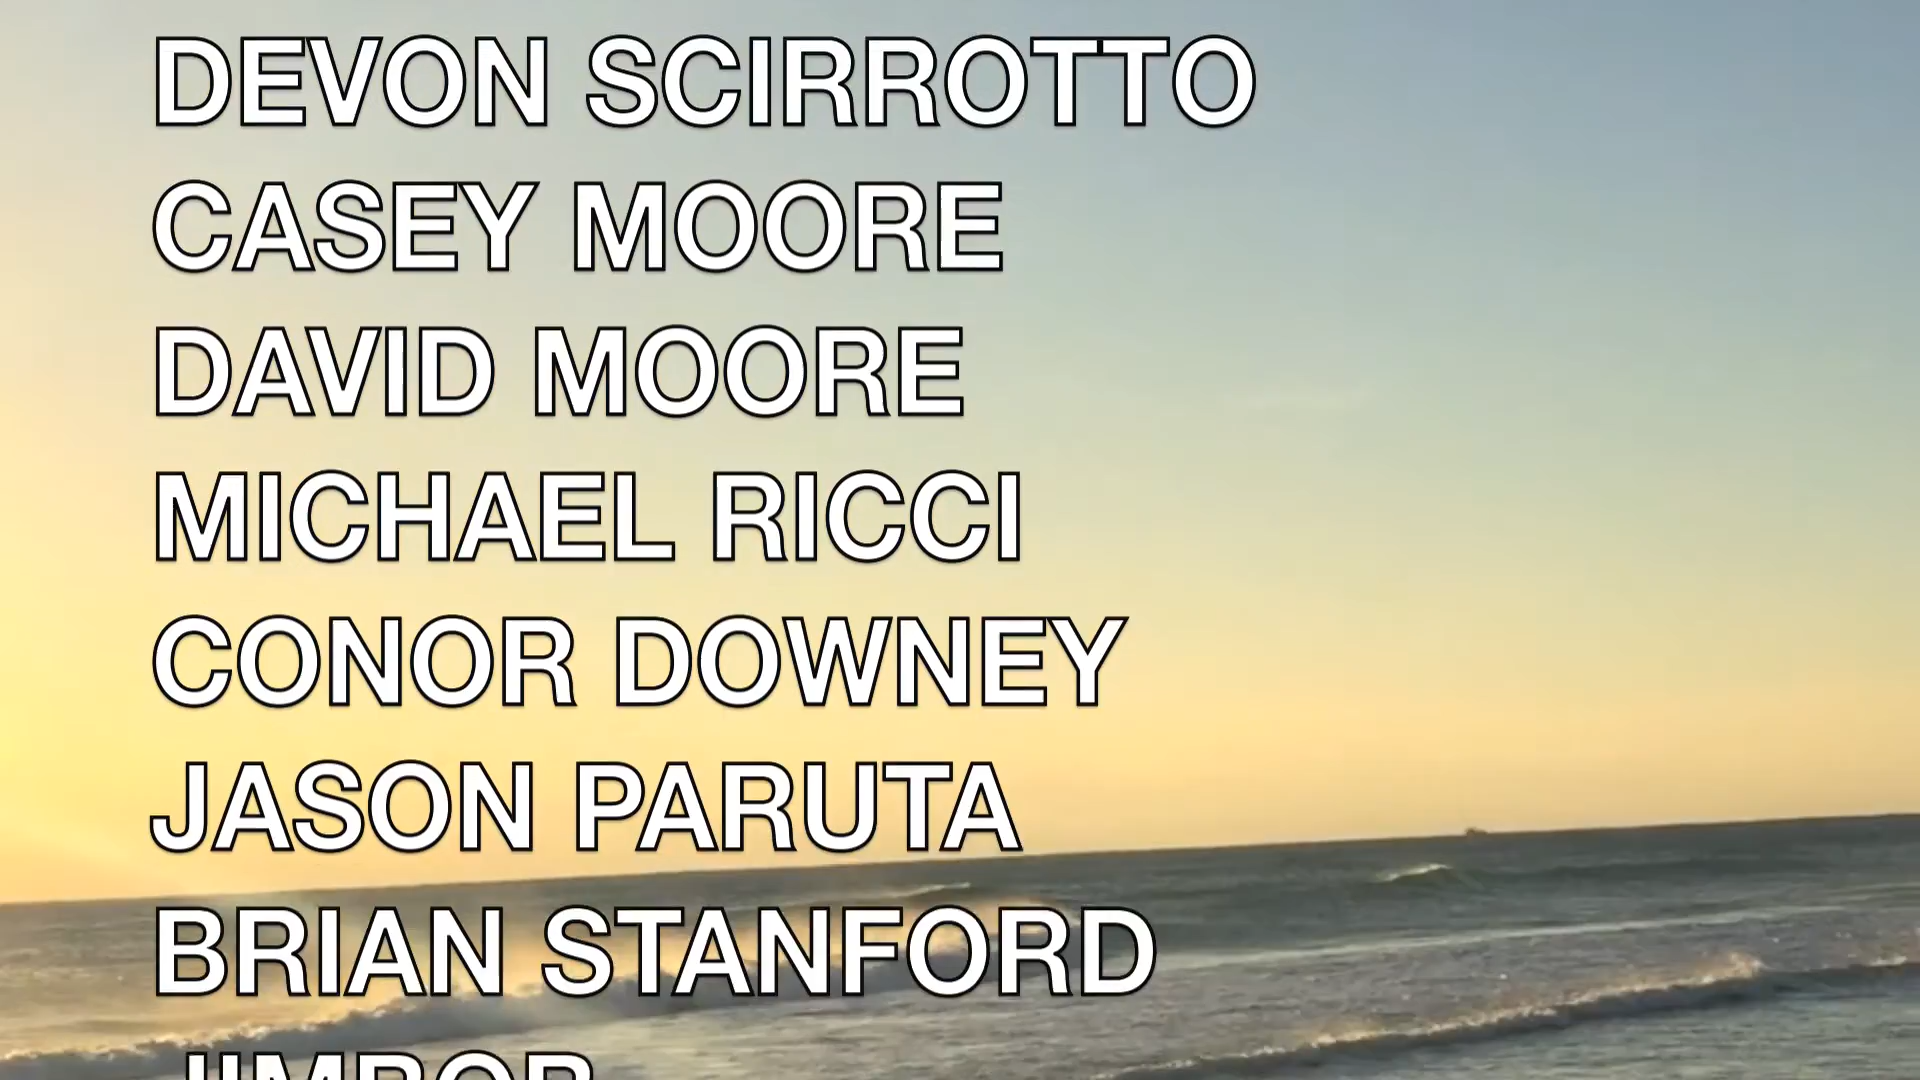 DEVON SCIRROTTO
CASEY MOORE
DAVID MOORE
MICHAEL RICCI
CONOR DOWNEY
JASON PARUTA
BRIAN STANFORD